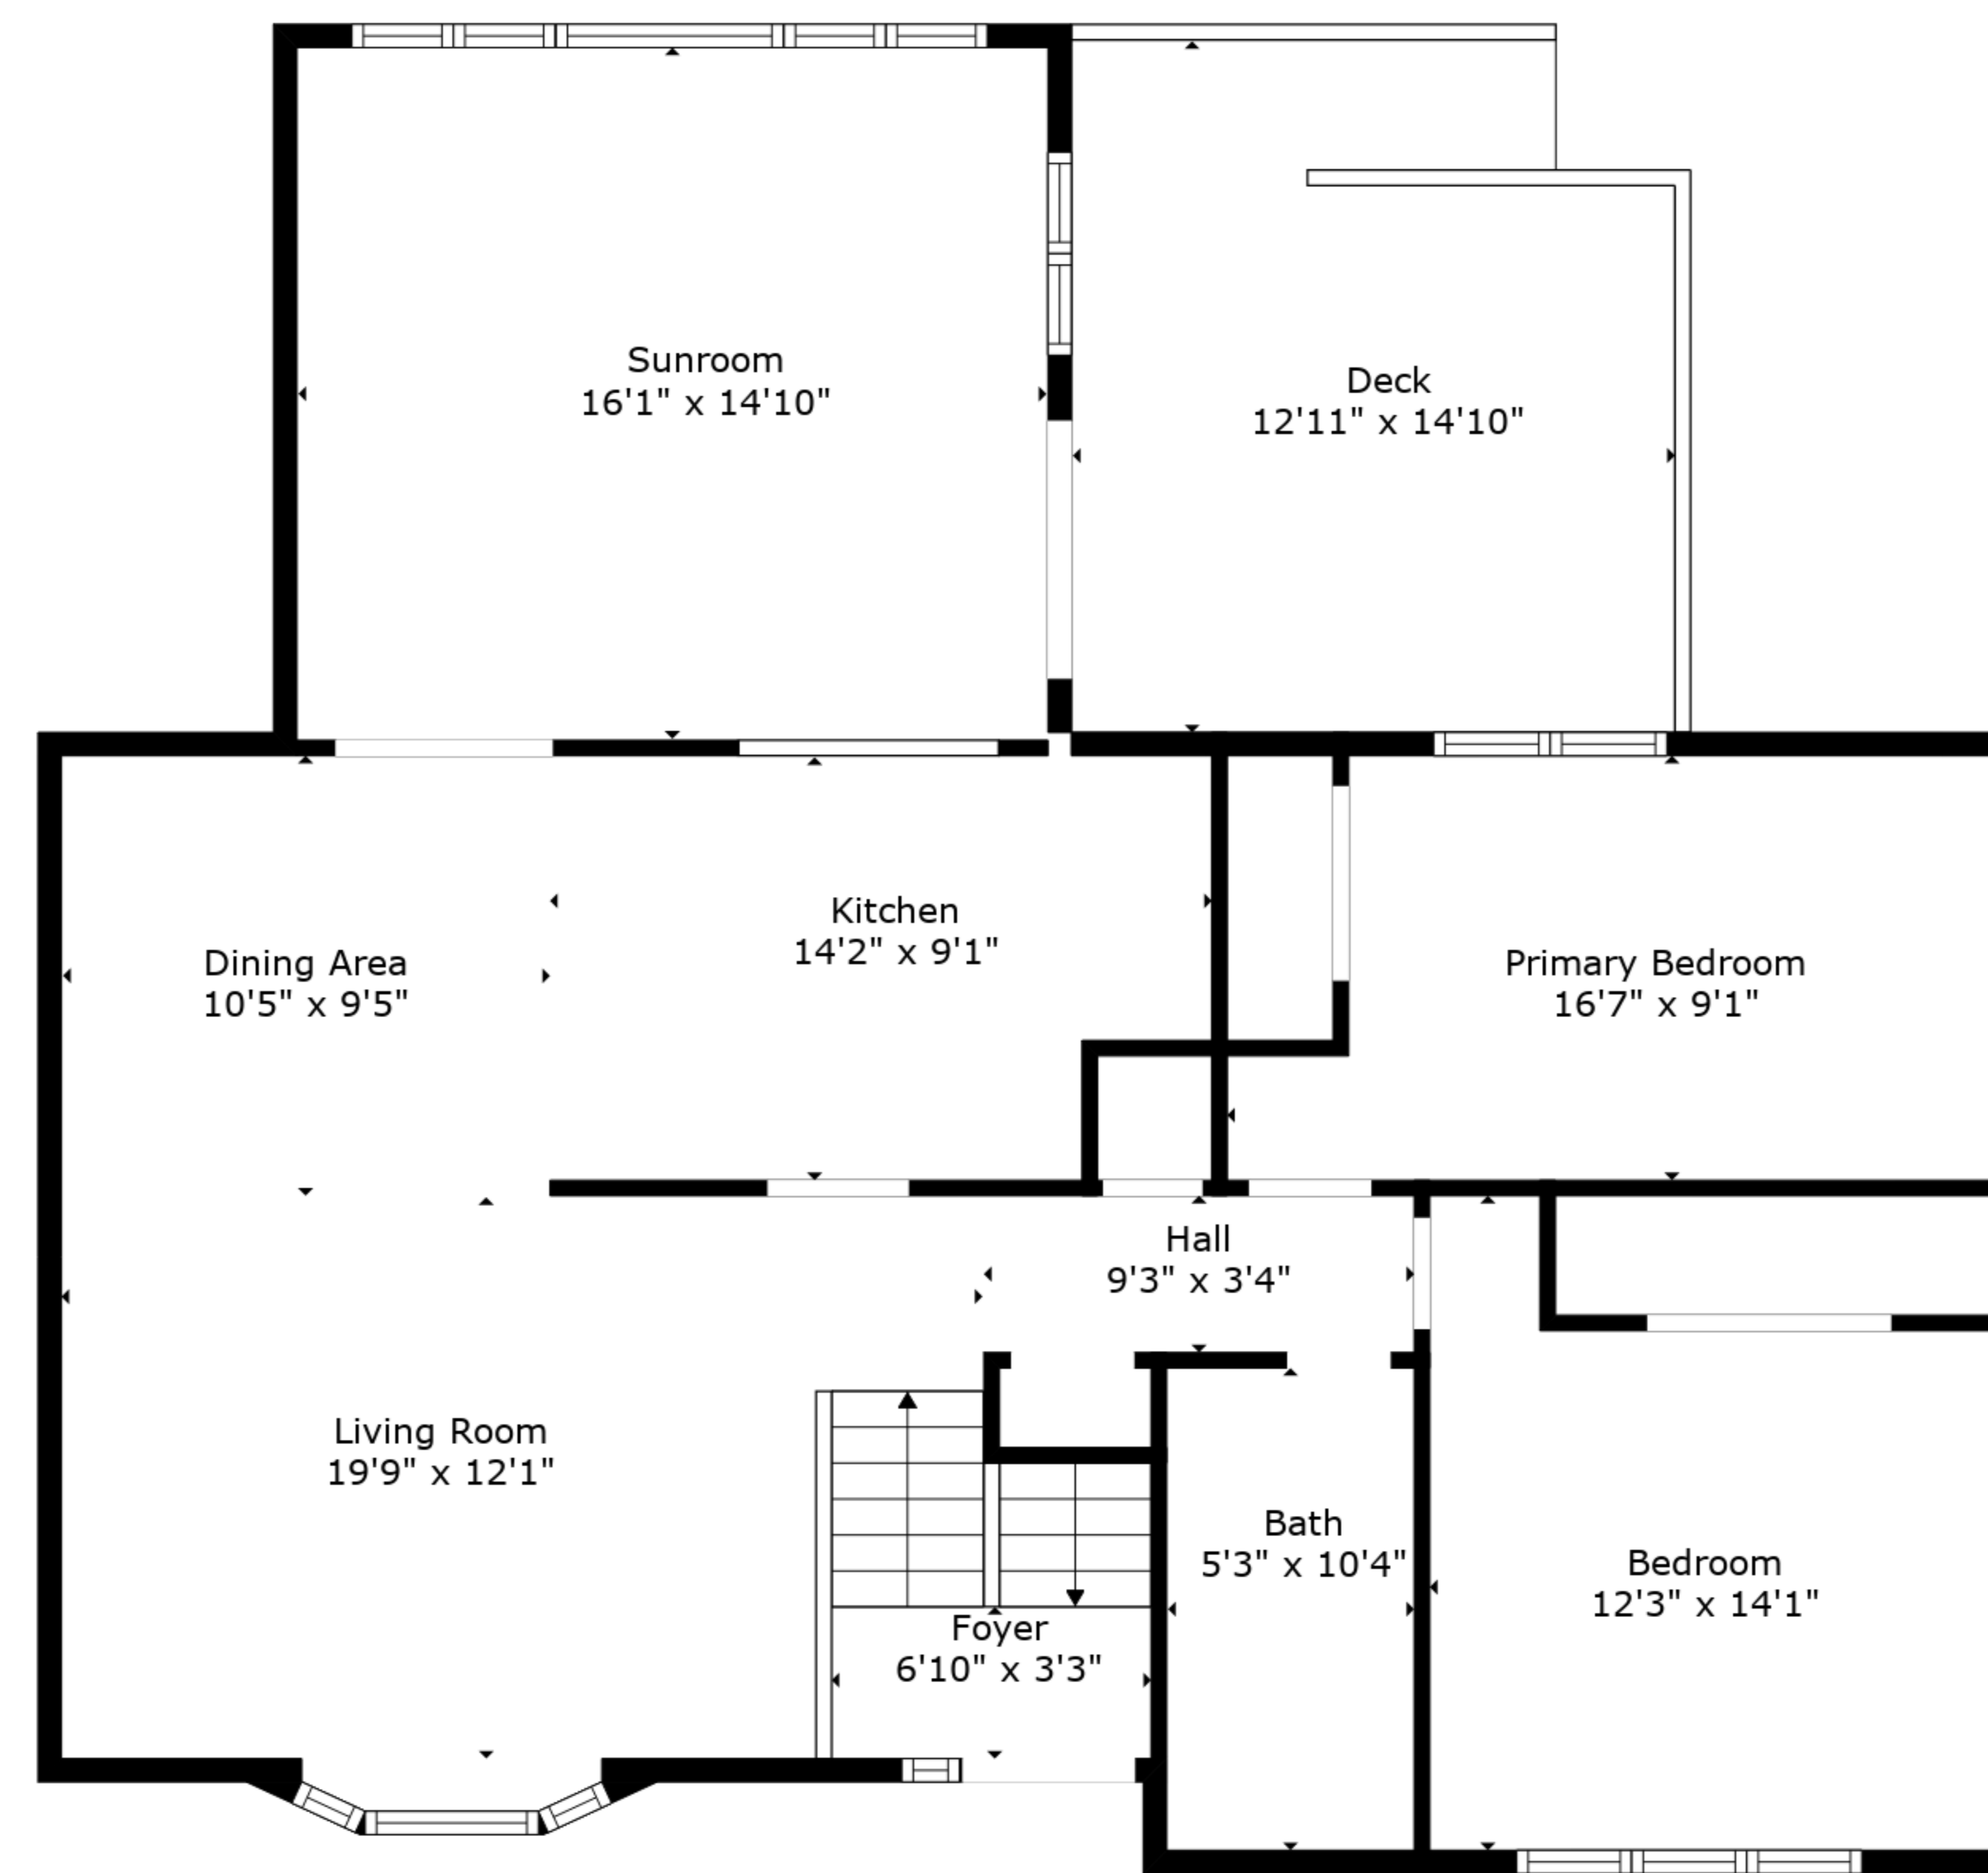 Sunroom
16'1" x 14'10"
Deck
12'11" x 14'10"
Kitchen
14'2" x 9'1"
Dining Area
10'5" x 9'5"
Primary Bedroom
16'7" x 9'1"
Hall
9'3" x 3'4"
Living Room
19'9" x 12'1"
Bath
5'3" x 10'4"
Bedroom
12'3" x 14'1"
Foyer
6'10" x 3'3"